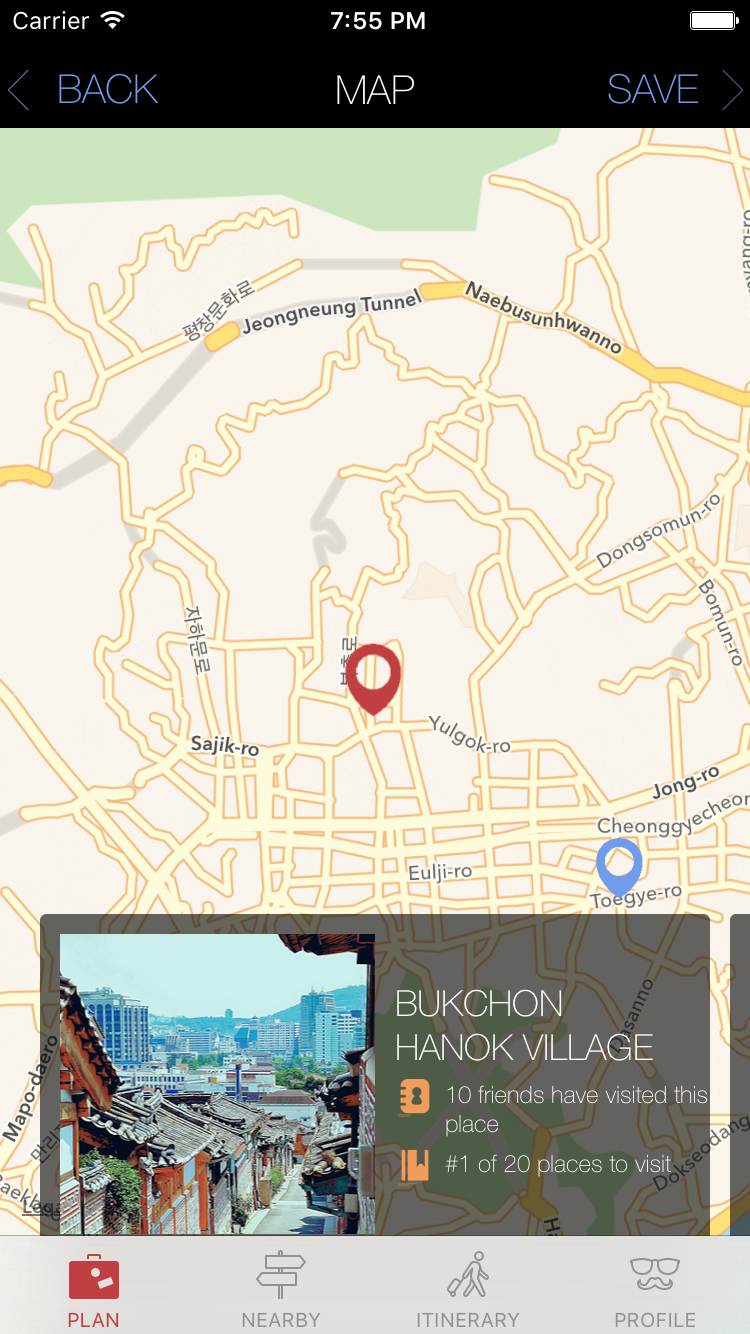 Carrier
7:55 PM
BACK
MAP
SAVE
평창문화로
Jeongneung Tunnel
Naebusunhwanno
Dongsomun-ro
Bomun-ro
자하문로
Yulgok-ro
Sajik-ro
Jong-ro
Cheonggyecheon
Eulji-ro
Toegye-ro
BUKCHON
HANOK VILLAGE
10 friends have visited this
place
#1 of 20 places to visit
Mapo-daero
PLAN
NEARBY
ITINERARY
PROFILE